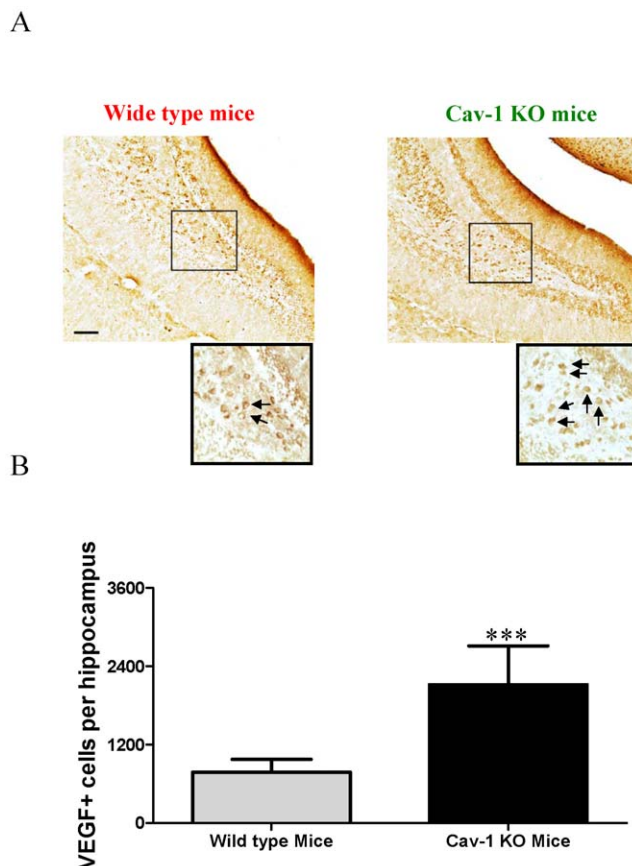 A
Wide type mice
Cav-1 KO mice
B
VEGF+ cells per hippocampus
3600
2400
1200
0
***
Wild type Mice
Cav-1 KO Mice